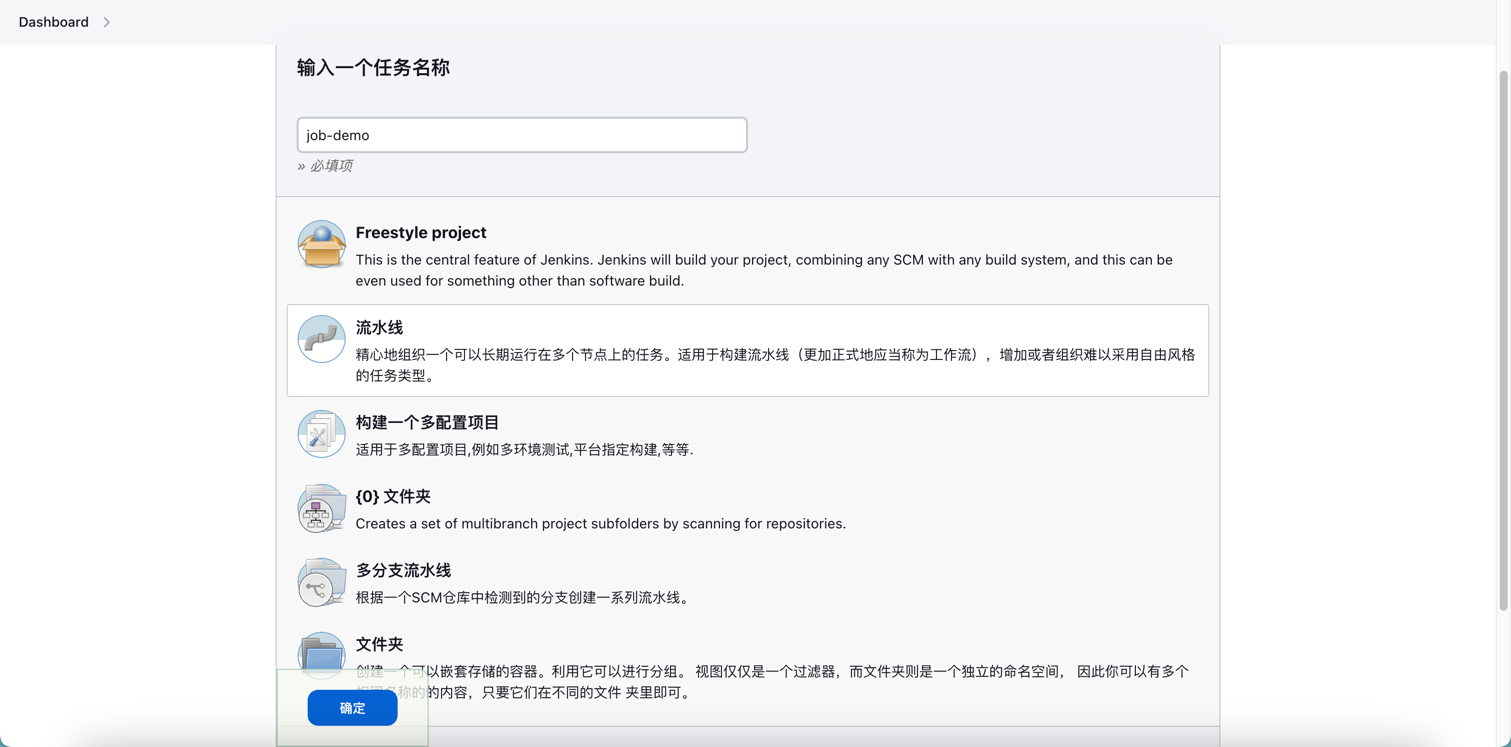 Dashboard
输入一个任务名称
job-demo
» 必填项
Freestyle project
This is the central feature of Jenkins. Jenkins will build your project, combining any SCM with any build system, and this can be
even used for something other than software build.
流水线
精心地组织一个可以长期运行在多个节点上的任务。适用于构建流水线（更加正式地应当称为工作流），增加或者组织难以采用自由风格
的任务类型。
构建一个多配置项目
适用于多配置项目,例如多环境测试,平台指定构建,等等.
{0} 文件夹
Creates a set of multibranch project subfolders by scanning for repositories.
多分支流水线
根据一个SCM仓库中检测到的分支创建一系列流水线。
文件夹
创建一个可以嵌套存储的容器。利用它可以进行分组。 视图仅仅是一个过滤器，而文件夹则是一个独立的命名空间， 因此你可以有多个
相同名称的的内容，只要它们在不同的文件 夹里即可。
确定